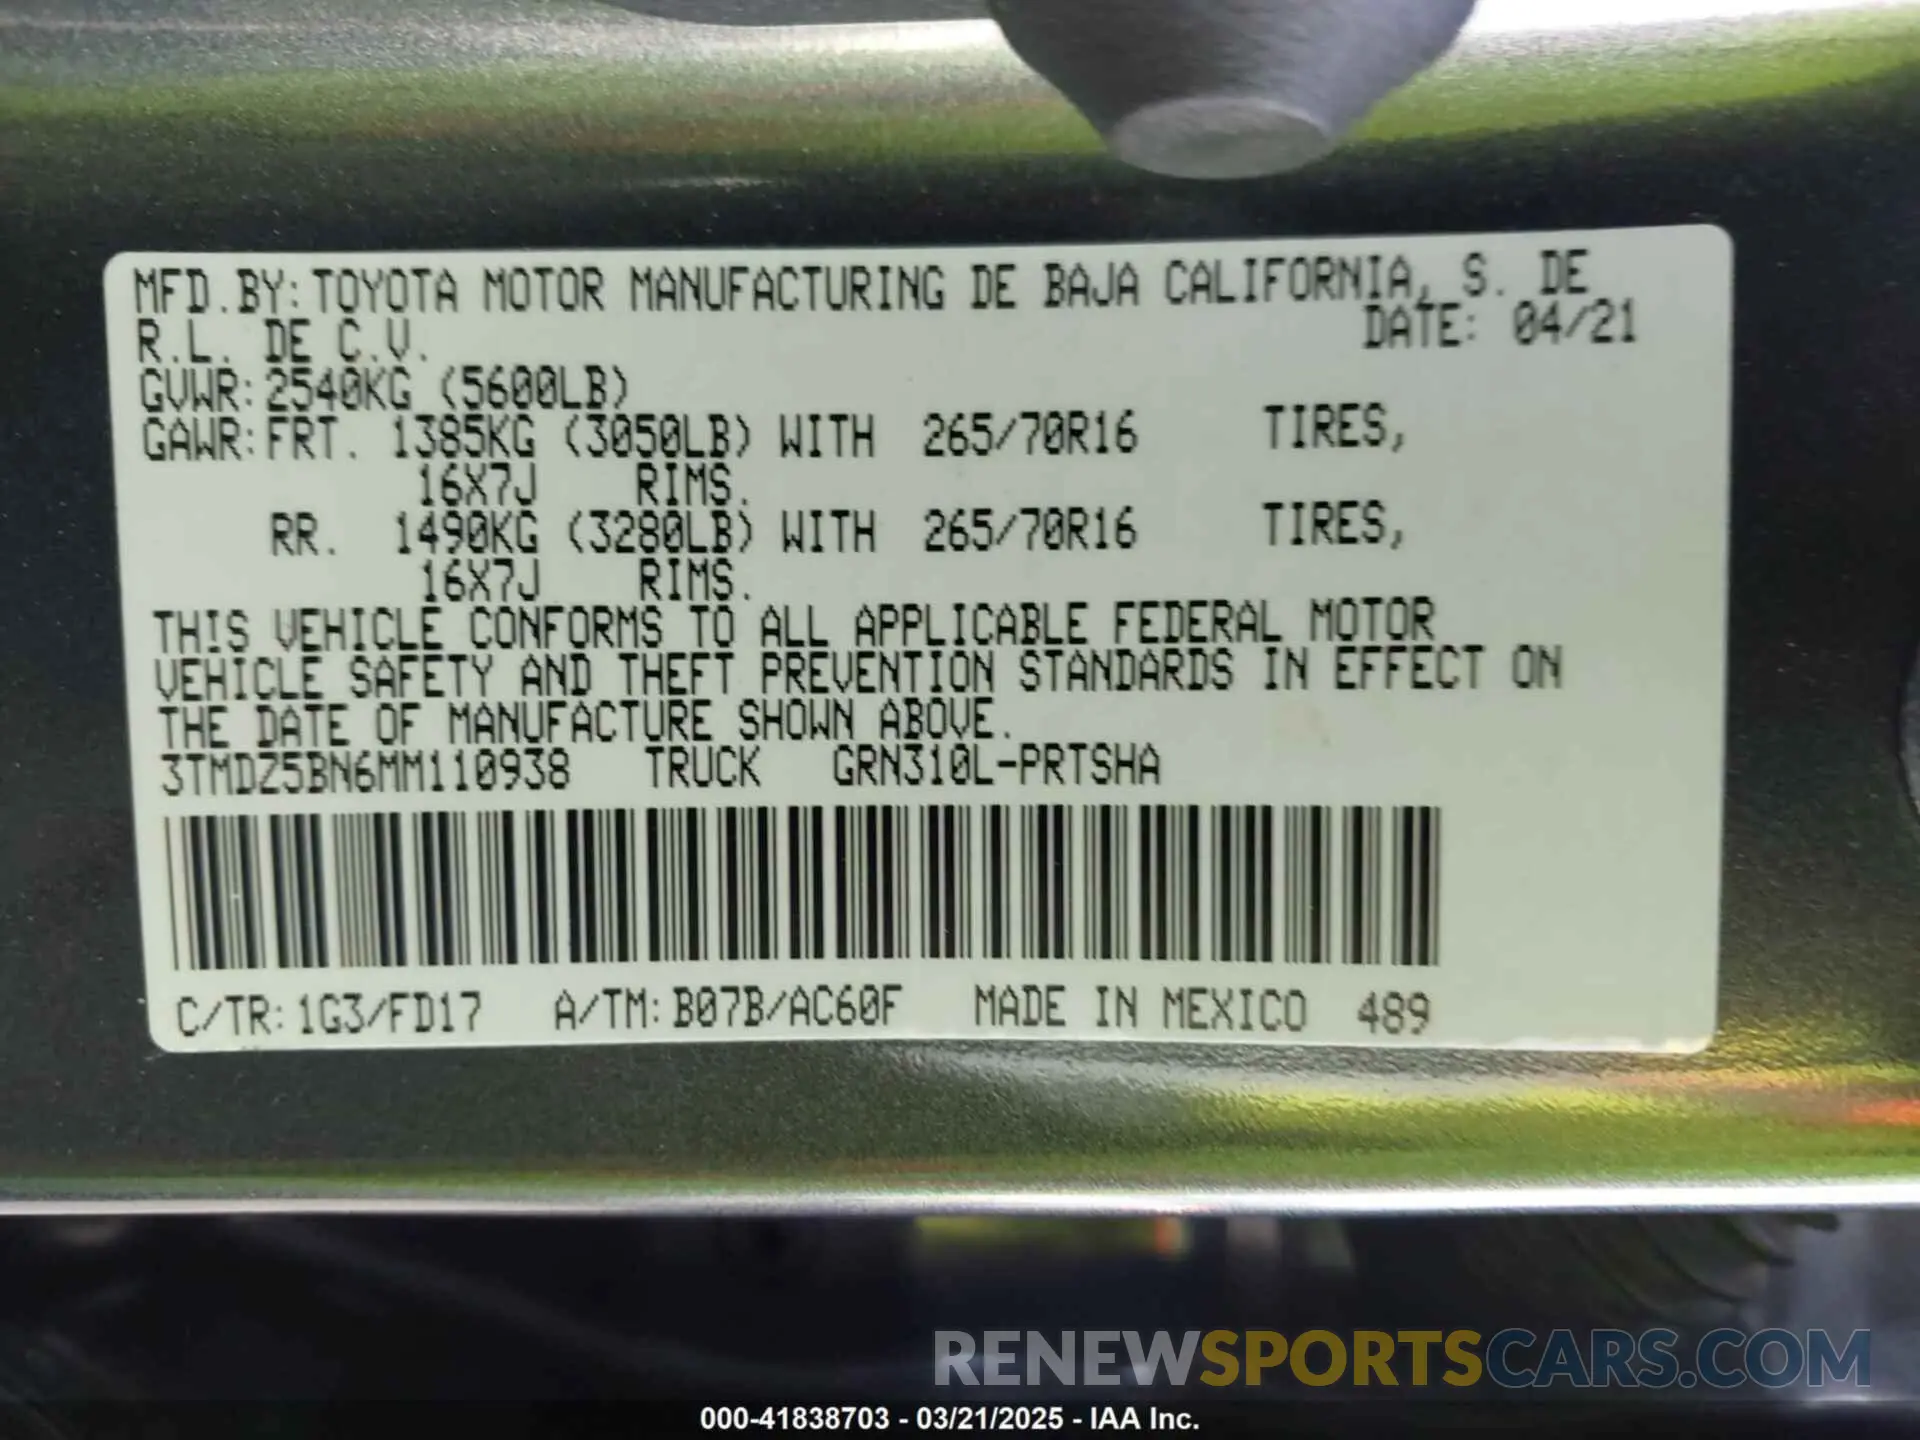 MFD.BY:TOYOTA MOTOR MANUFACTURING DE BAJA CALIFORNIA, S. DE
R.L. DE C.V. DATE: 04/21
GVWR:2540KG (5600LB)
GAWR:FRT. 1385KG (3050LB) WITH 265/70R16 TIRES,
16X7J RIMS.
RR. 1490KG (3280LB) WITH 265/70R16 TIRES,
16X7J RIMS.
THIS VEHICLE CONFORMS TO ALL APPLICABLE FEDERAL MOTOR
VEHICLE SAFETY AND THEFT PREVENTION STANDARDS IN EFFECT ON
THE DATE OF MANUFACTURE SHOWN ABOVE.
3TMDZ5BN6MM110938 TRUCK GRN310L-PRTSHA
C/TR:1G3/FD17 A/TM:B07B/AC60F MADE IN MEXICO 489
RENEWSPORTSCARS.COM
000-41838703 - 03/21/2025 - IAA Inc.